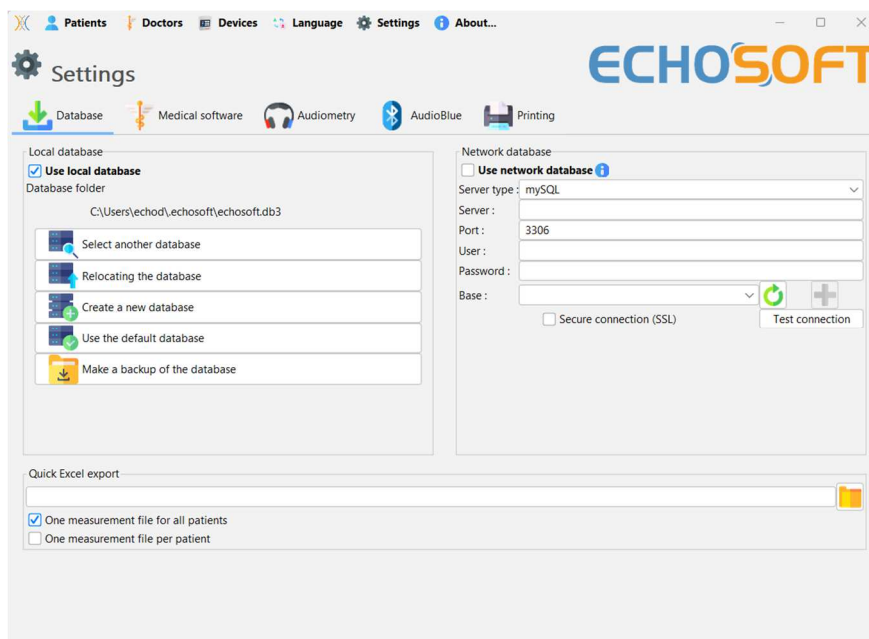 Patients Doctors Devices Language Settings About...
Settings
ECHOSOFT
Database Medical software Audiometry AudioBlue Printing
Local database
Use local database
Database folder
C:\Users\echod\.echosoft\echosoft.db3
Select another database
Relocating the database
Create a new database
Use the default database
Make a backup of the database
Network database
Use network database
Server type : mySQL
Server :
Port : 3306
User :
Password :
Base :
Secure connection (SSL) Test connection
Quick Excel export
One measurement file for all patients
One measurement file per patient